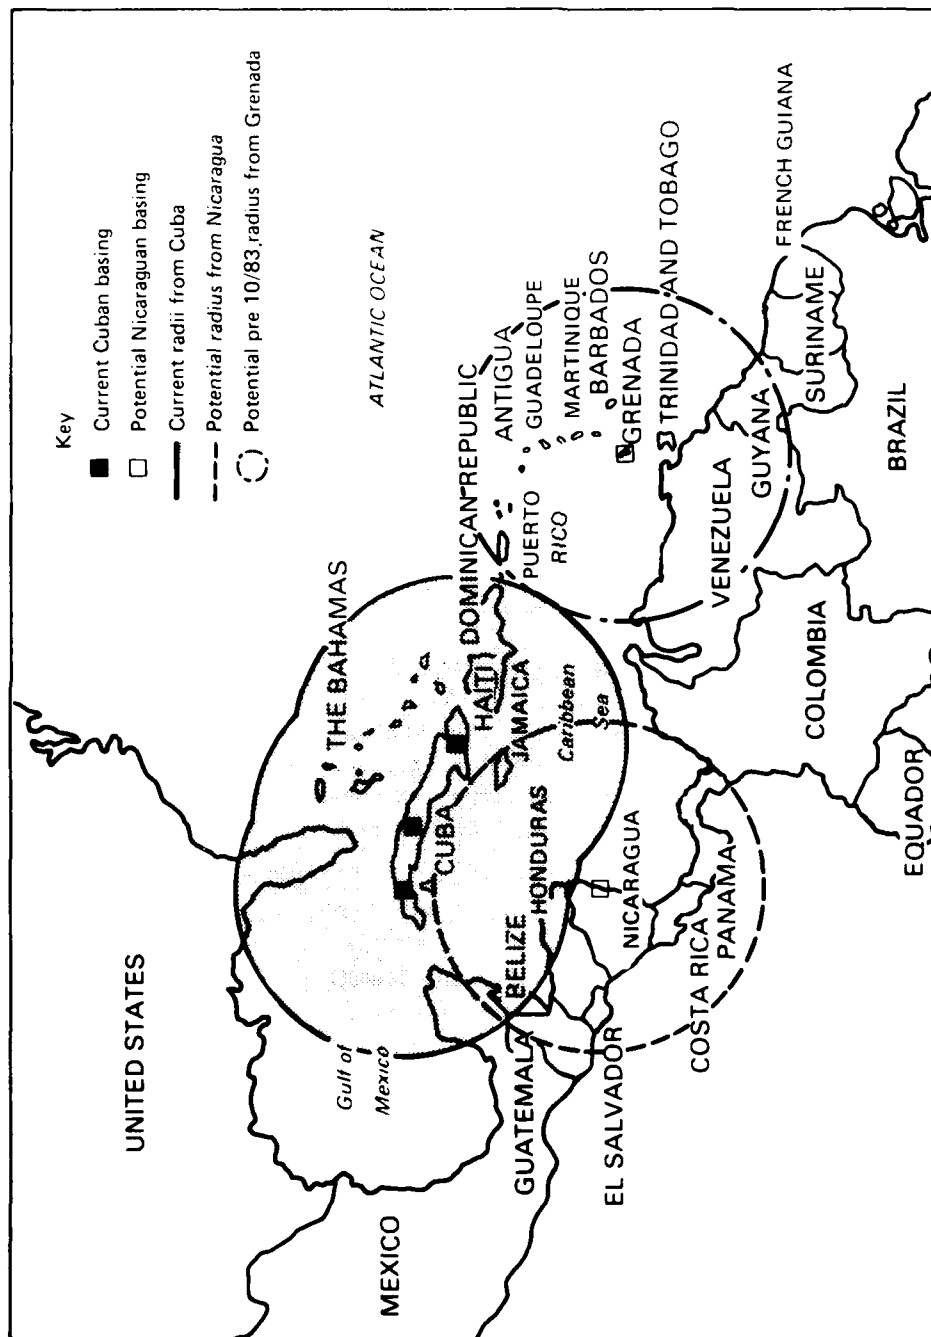 Key
Current Cuban basing
Potential Nicaraguan basing
Current radii from Cuba
Potential radius from Nicaragua
Potential pre 10/83,radius from Grenada
UNITED STATES
ATLANTIC OCEAN
THE BAHAMAS
Gulf of
Mexico
MEXICO
CUBA
HAITI
DOMINICAN REPUBLIC
JAMAICA
PUERTO
RICO
ANTIGUA
GUADELOUPE
MARTINIQUE
BARBADOS
GRENADA
TRINIDAD AND TOBAGO
Caribbean
Sea
BELIZE
HONDURAS
GUATEMALA
EL SALVADOR
NICARAGUA
COSTA RICA
PANAMA
VENEZUELA
GUYANA
SURINAME
FRENCH GUIANA
COLOMBIA
BRAZIL
EQUADOR